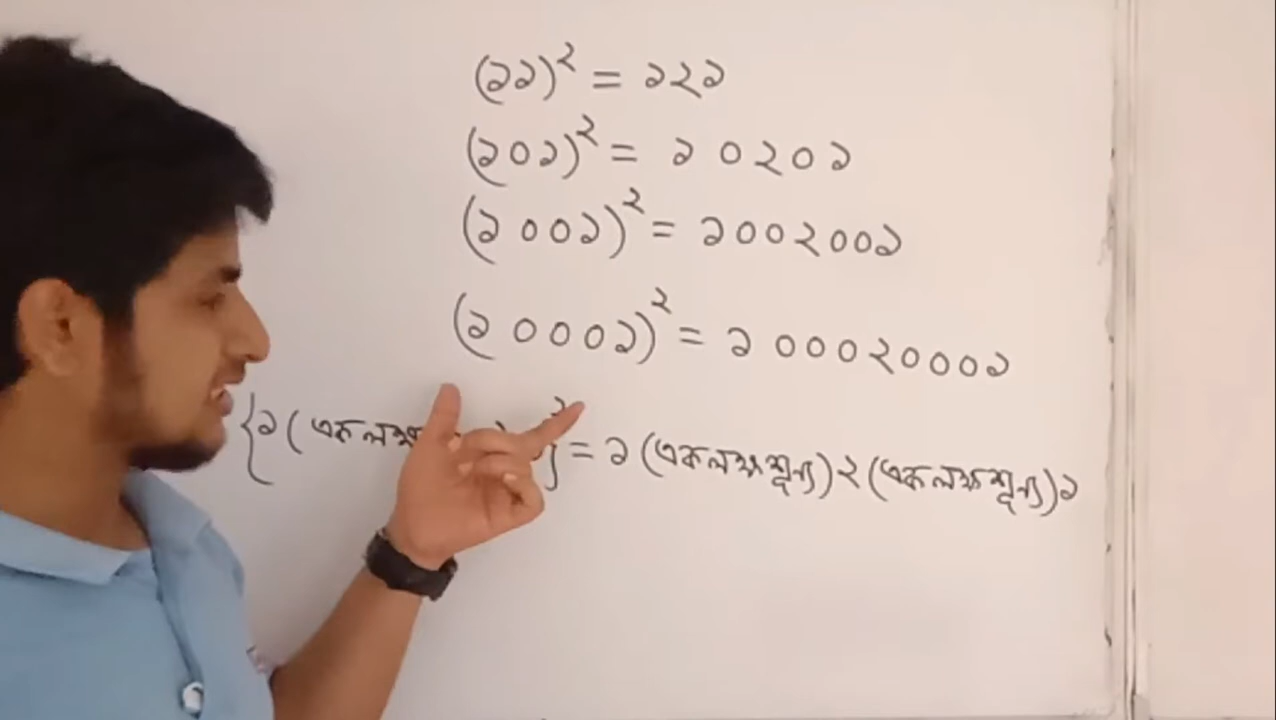 (১১)² = ১২১
(১০১)² = ১০২০১
(১০০১)² = ১০০২০০১
(১০০০১)² = ১০০০২০০০১
{১(একলক্ষ }² = ১(একলক্ষশূন্য)২(একলক্ষশূন্য)১